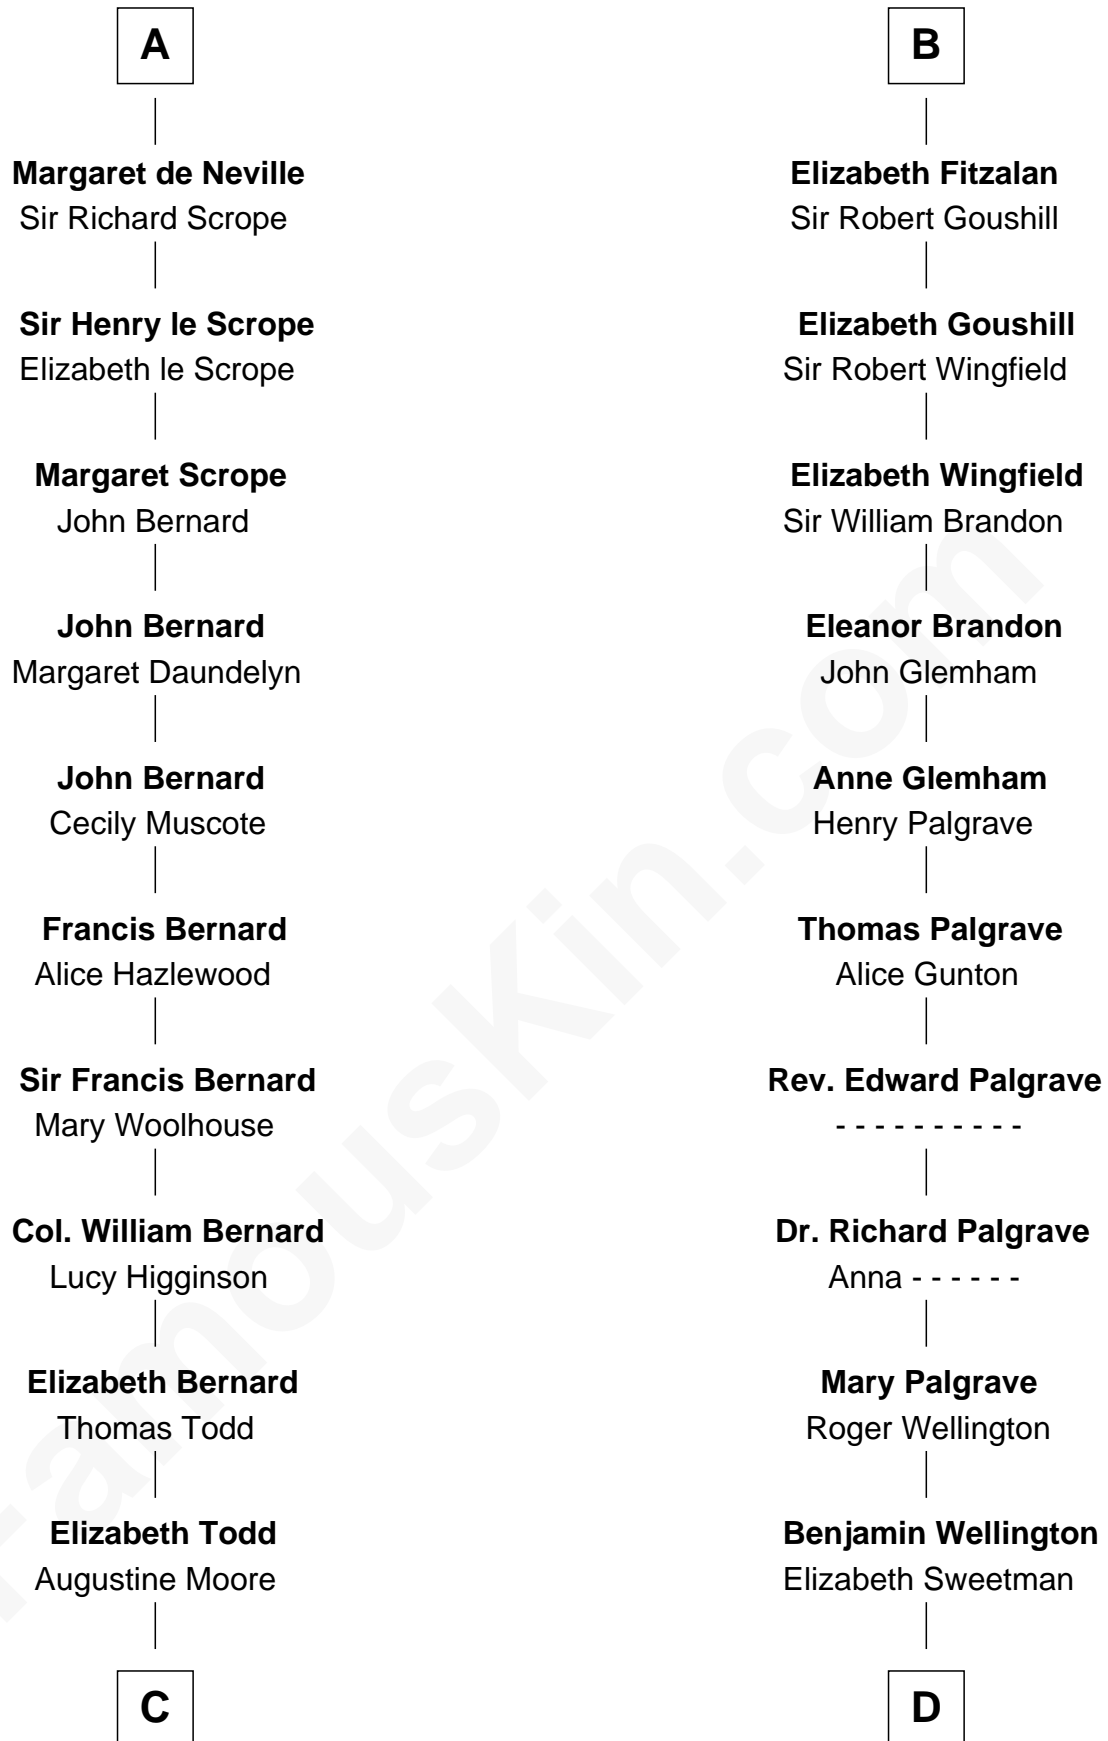 A
Margaret de Neville
Sir Richard Scrope
Sir Henry le Scrope
Elizabeth le Scrope
Margaret Scrope
John Bernard
John Bernard
Margaret Daundelyn
John Bernard
Cecily Muscote
Francis Bernard
Alice Hazlewood
Sir Francis Bernard
Mary Woolhouse
Col. William Bernard
Lucy Higginson
Elizabeth Bernard
Thomas Todd
Elizabeth Todd
Augustine Moore
C
B
Elizabeth Fitzalan
Sir Robert Goushill
Elizabeth Goushill
Sir Robert Wingfield
Elizabeth Wingfield
Sir William Brandon
Eleanor Brandon
John Glemham
Anne Glemham
Henry Palgrave
Thomas Palgrave
Alice Gunton
Rev. Edward Palgrave
- - - - - - - - - -
Dr. Richard Palgrave
Anna - - - - - -
Mary Palgrave
Roger Wellington
Benjamin Wellington
Elizabeth Sweetman
D
FamousKin.com